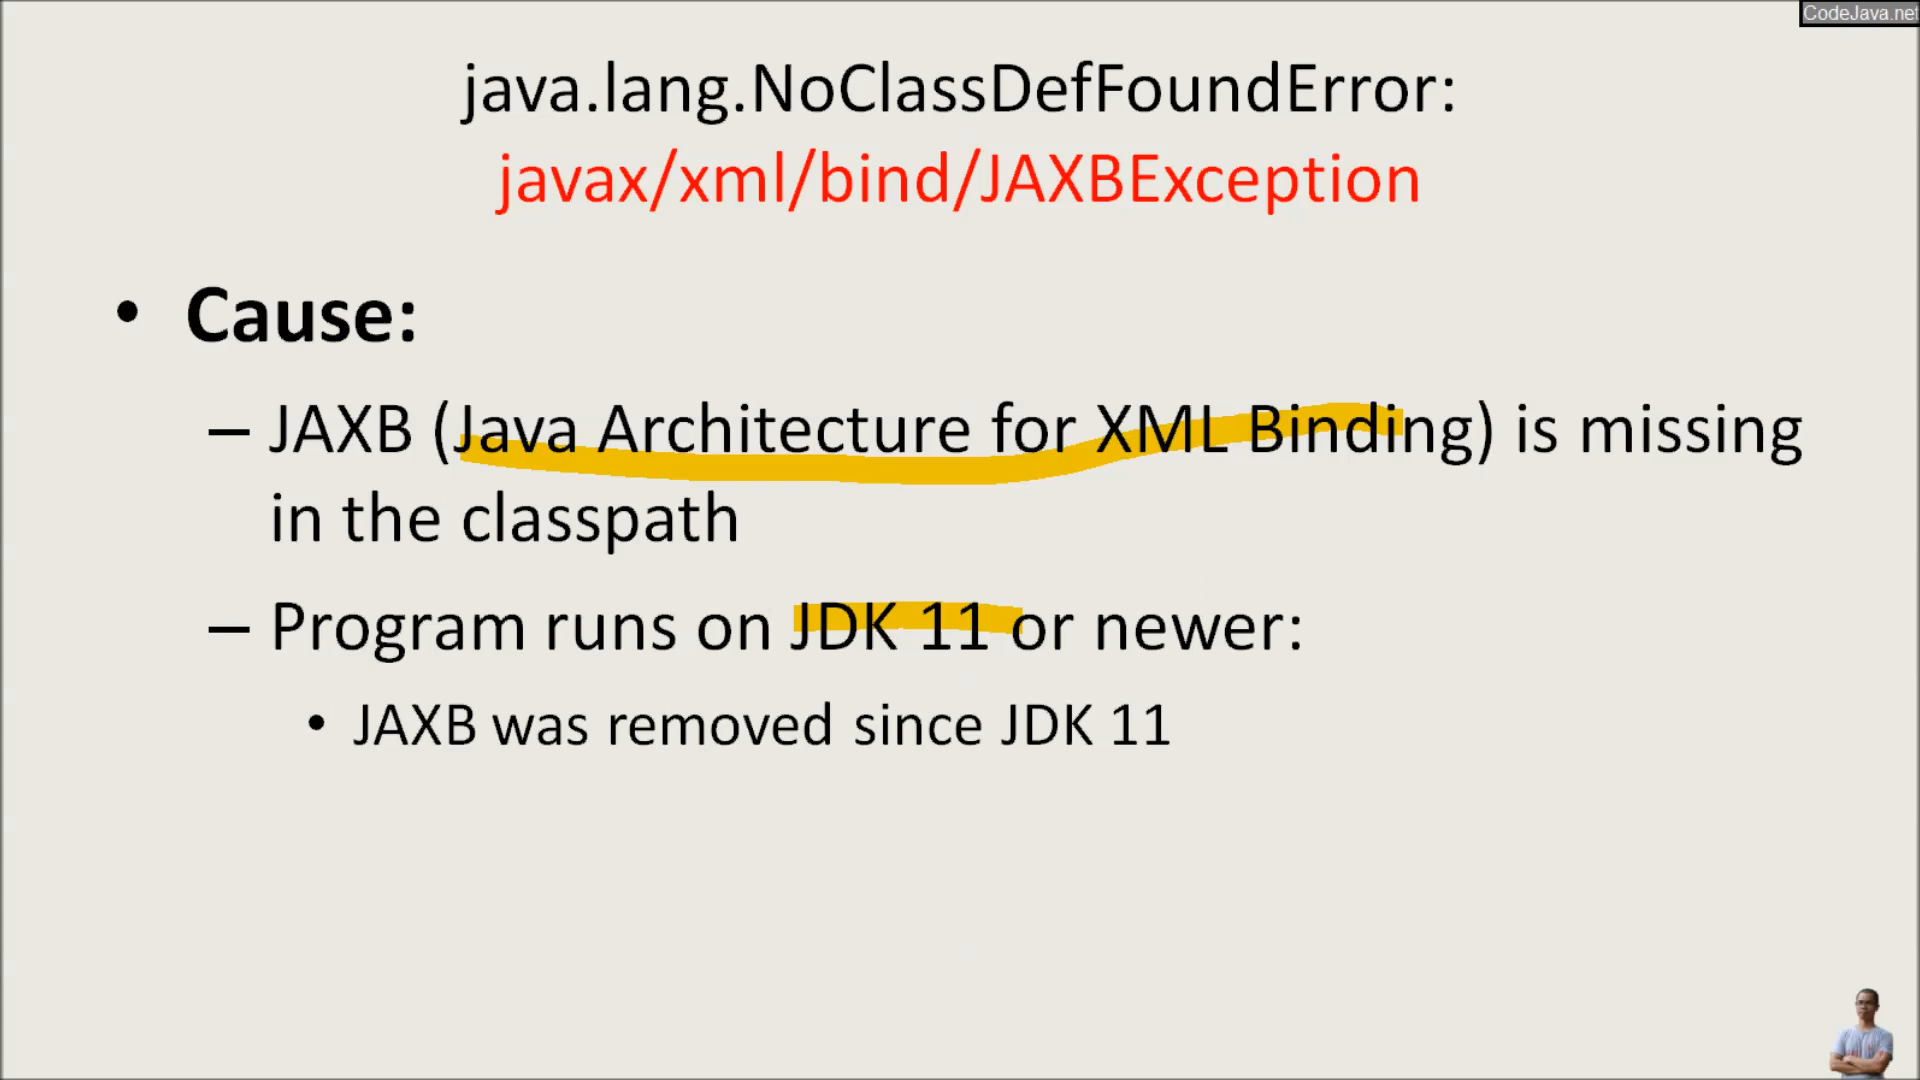 CodeJava.net
java.lang.NoClassDefFoundError:
javax/xml/bind/JAXBException
• Cause:
– JAXB (Java Architecture for XML Binding) is missing
in the classpath
– Program runs on JDK 11 or newer:
• JAXB was removed since JDK 11